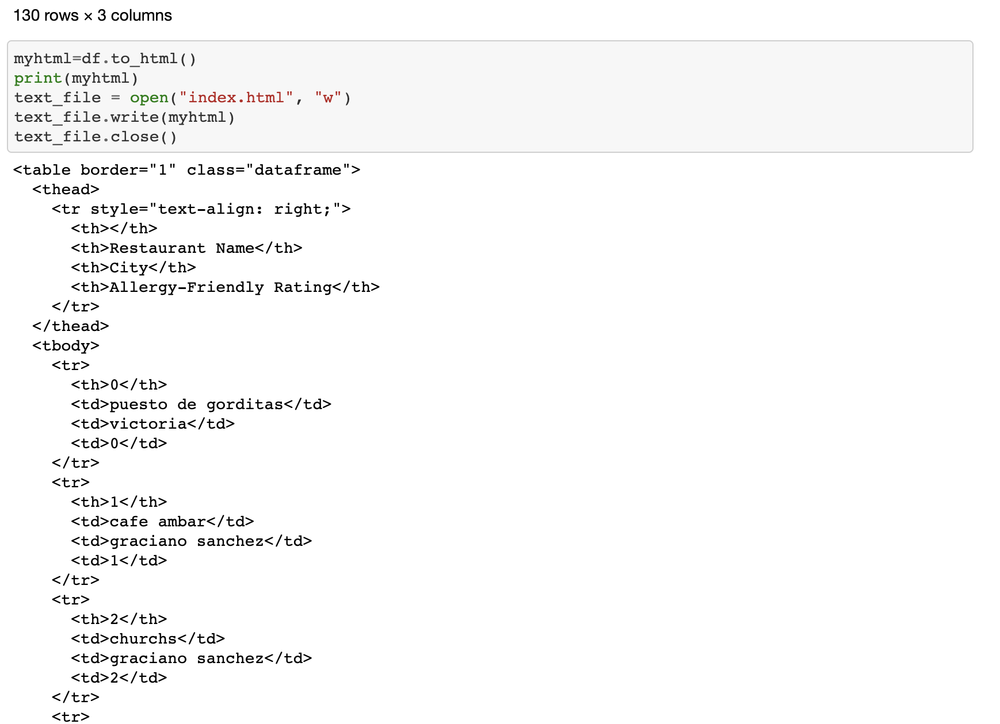 130 rows × 3 columns
myhtml=df.to_html()
print(myhtml)
text_file = open("index.html", "w")
text_file.write(myhtml)
text_file.close()
<table border="1" class="dataframe">
  <thead>
    <tr style="text-align: right;">
      <th></th>
      <th>Restaurant Name</th>
      <th>City</th>
      <th>Allergy-Friendly Rating</th>
    </tr>
  </thead>
  <tbody>
    <tr>
      <th>0</th>
      <td>puesto de gorditas</td>
      <td>victoria</td>
      <td>0</td>
    </tr>
    <tr>
      <th>1</th>
      <td>cafe ambar</td>
      <td>graciano sanchez</td>
      <td>1</td>
    </tr>
    <tr>
      <th>2</th>
      <td>churchs</td>
      <td>graciano sanchez</td>
      <td>2</td>
    </tr>
    <tr>